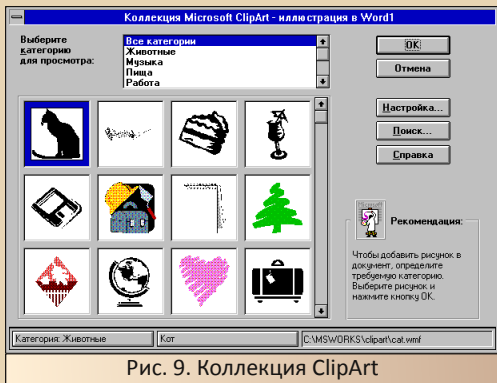 Коллекция Microsoft ClipArt - иллюстрация в Word1
Выберите
категорию
для просмотра:
Все категории
Животные
Музыка
Пища
Работа
OK
Отмена
Настройка...
Поиск...
Справка
Microsoft
Рекомендация:
Чтобы добавить рисунок в
документ, определите
требуемую категорию.
Выберите рисунок и
нажмите кнопку OK.
Категория: Животные
Кот
C:\MSWORKS\clipart\cat.wmf
Рис. 9. Коллекция ClipArt